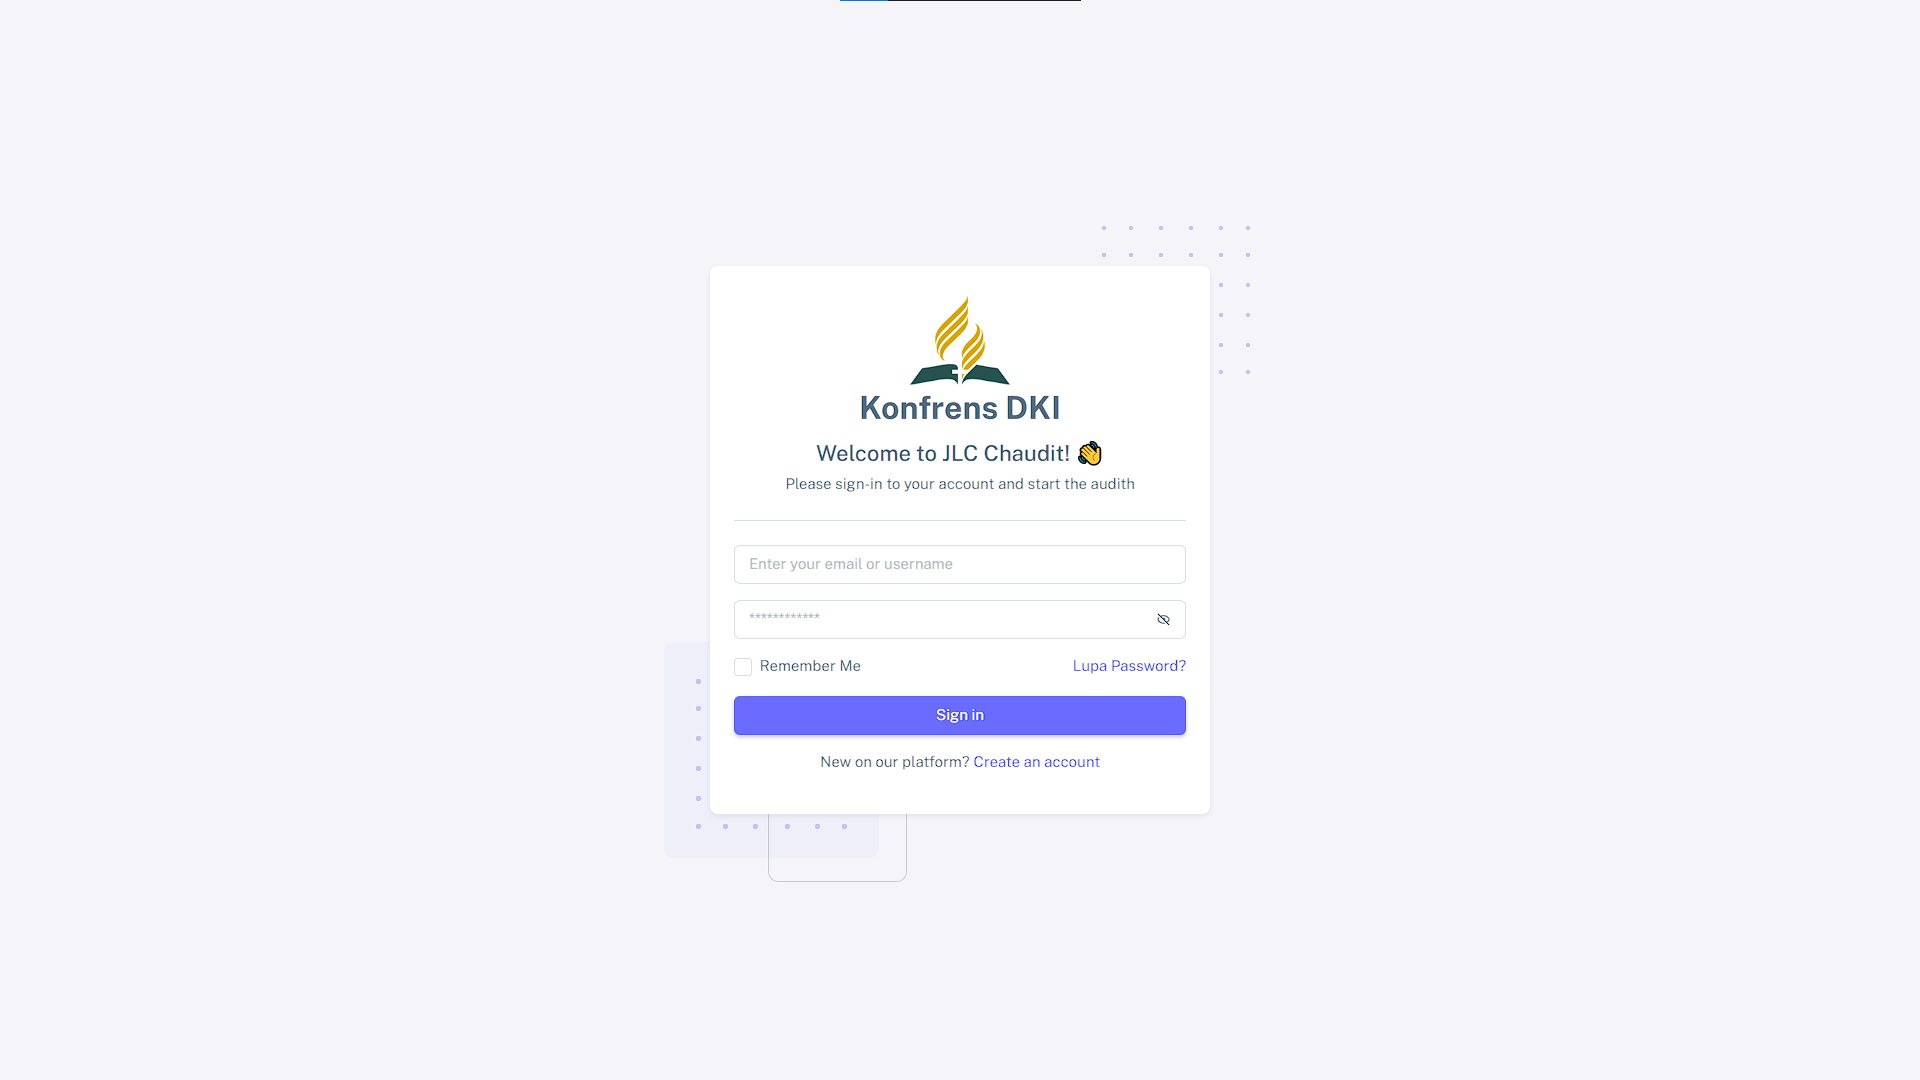 Konfrens DKI
Welcome to JLC Chaudit! 👋
Please sign-in to your account and start the audith
Enter your email or username
************
Remember Me
Lupa Password?
Sign in
New on our platform? Create an account